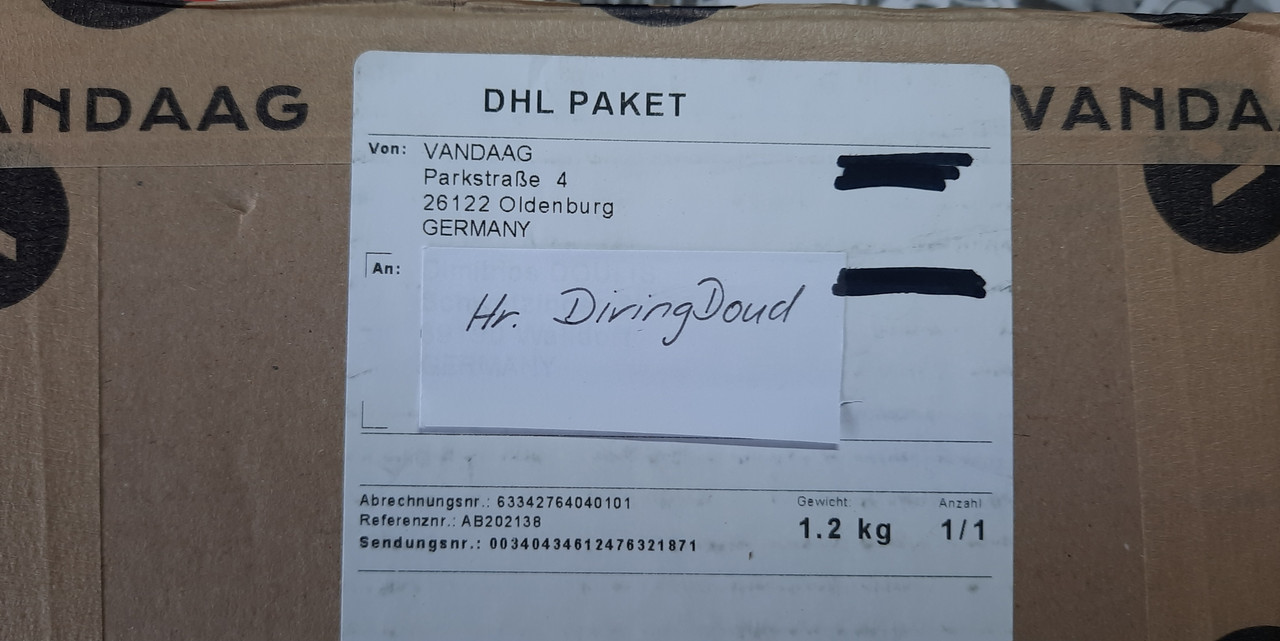 ANDAAG
VANDA
DHL PAKET
Von: VANDAAG
Parkstraße 4
26122 Oldenburg
GERMANY
An:
Hr. DiringDoud
Abrechnungsnr.: 63342764040101
Referenznr.: AB202138
Sendungsnr.: 00340434612476321871
Gewicht
1.2 kg
Anzahl
1/1